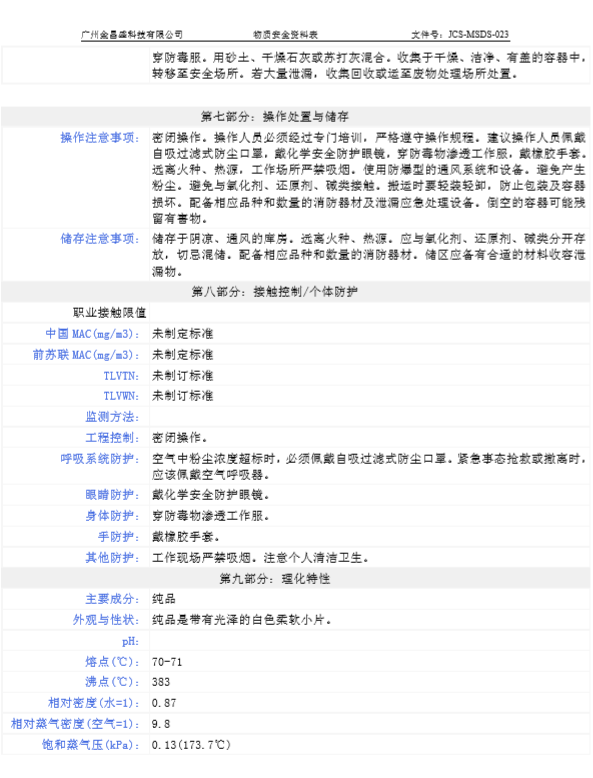 广州金昌盛科技有限公司 物质安全资料表 文件号：JCS-MSDS-023
穿防毒服。用砂土、干燥石灰或苏打灰混合。收集于干燥、洁净、有盖的容器中，
转移至安全场所。若大量泄漏，收集回收或运至废物处理场所处置。
第七部分：操作处置与储存
操作注意事项： 密闭操作。操作人员必须经过专门培训，严格遵守操作规程。建议操作人员佩戴
自吸过滤式防尘口罩，戴化学安全防护眼镜，穿防毒物渗透工作服，戴橡胶手套。
远离火种、热源，工作场所严禁吸烟。使用防爆型的通风系统和设备。避免产生
粉尘。避免与氧化剂、还原剂、碱类接触。搬运时要轻装轻卸，防止包装及容器
损坏。配备相应品种和数量的消防器材及泄漏应急处理设备。倒空的容器可能残
留有害物。
储存注意事项： 储存于阴凉、通风的库房。远离火种、热源。应与氧化剂、还原剂、碱类分开存
放，切忌混储。配备相应品种和数量的消防器材。储区应备有合适的材料收容泄
漏物。
第八部分：接触控制/个体防护
职业接触限值
中国 MAC(mg/m3)： 未制定标准
前苏联 MAC(mg/m3)： 未制定标准
TLVTN： 未制订标准
TLVWN： 未制订标准
监测方法：
工程控制： 密闭操作。
呼吸系统防护： 空气中粉尘浓度超标时，必须佩戴自吸过滤式防尘口罩。紧急事态抢救或撤离时，
应该佩戴空气呼吸器。
眼睛防护： 戴化学安全防护眼镜。
身体防护： 穿防毒物渗透工作服。
手防护： 戴橡胶手套。
其他防护： 工作现场严禁吸烟。注意个人清洁卫生。
第九部分：理化特性
主要成分： 纯品
外观与性状： 纯品是带有光泽的白色柔软小片。
pH：
熔点(℃)： 70-71
沸点(℃)： 383
相对密度(水=1)： 0.87
相对蒸气密度(空气=1)： 9.8
饱和蒸气压(kPa)： 0.13(173.7℃)